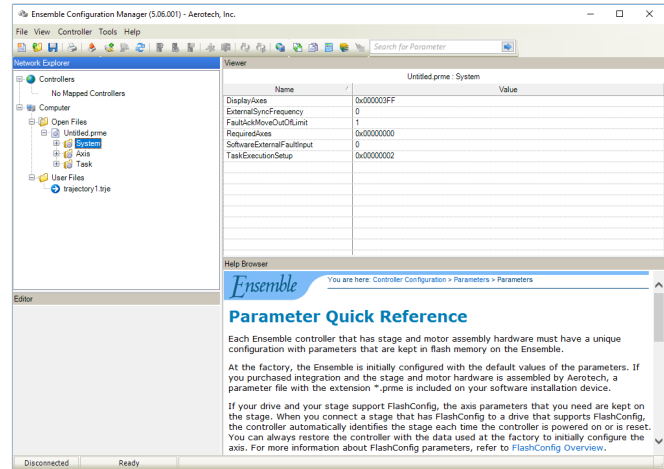 Ensemble Configuration Manager (5.06.001) - Aerotech, Inc.
File View Controller Tools Help
Search for Parameter
Network Explorer
Controllers
No Mapped Controllers
Computer
Open Files
Untitled.prme
System
Axis
Task
User Files
trajectory1.trje
Editor
Viewer
Untitled.prme : System
Name Value
DisplayAxes 0x000003FF
ExternalSyncFrequency 0
FaultAckMoveOutOfLimit 1
RequiredAxes 0x00000000
SoftwareExternalFaultInput 0
TaskExecutionSetup 0x00000002
Help Browser
Ensemble
You are here: Controller Configuration > Parameters > Parameters
Parameter Quick Reference
Each Ensemble controller that has stage and motor assembly hardware must have a unique
configuration with parameters that are kept in flash memory on the Ensemble.
At the factory, the Ensemble is initially configured with the default values of the parameters. If
you purchased integration and the stage and motor hardware is assembled by Aerotech, a
parameter file with the extension *.prme is included on your software installation device.
If your drive and your stage support FlashConfig, the axis parameters that you need are kept on
the stage. When you connect a stage that has FlashConfig to a drive that supports FlashConfig,
the controller automatically identifies the stage each time the controller is powered on or is reset.
You can always restore the controller with the data used at the factory to initially configure the
axis. For more information about FlashConfig parameters, refer to FlashConfig Overview.
Disconnected Ready